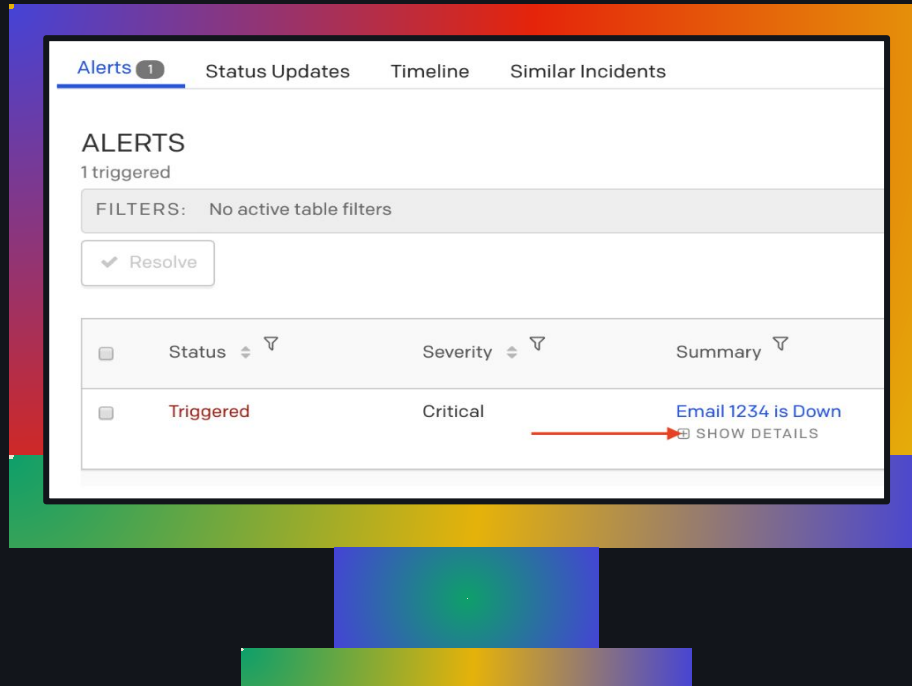 Alerts 1 Status Updates Timeline Similar Incidents
ALERTS
1 triggered
FILTERS: No active table filters
Resolve
Status Severity Summary
Triggered Critical Email 1234 is Down
SHOW DETAILS